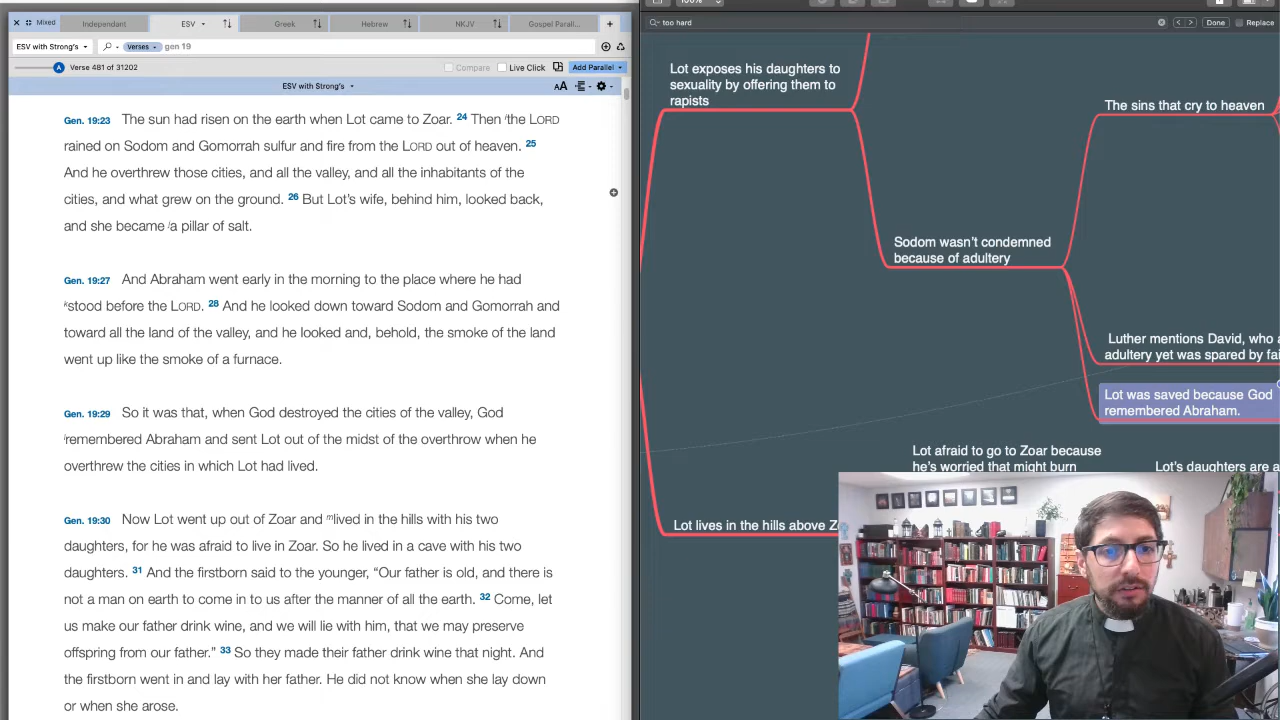 Mixed
Independent
ESV
Greek
Hebrew
NKJV
Gospel Parall...
ESV with Strong's
Verses
gen 19
Verse 481 of 31202
Compare
Live Click
Add Parallel
ESV with Strong's
AA
Gen. 19:23 The sun had risen on the earth when Lot came to Zoar. 24 Then the LORD
rained on Sodom and Gomorrah sulfur and fire from the LORD out of heaven. 25
And he overthrew those cities, and all the valley, and all the inhabitants of the
cities, and what grew on the ground. 26 But Lot's wife, behind him, looked back,
and she became a pillar of salt.
Gen. 19:27 And Abraham went early in the morning to the place where he had
kstood before the LORD. 28 And he looked down toward Sodom and Gomorrah and
toward all the land of the valley, and he looked and, behold, the smoke of the land
went up like the smoke of a furnace.
Gen. 19:29 So it was that, when God destroyed the cities of the valley, God
remembered Abraham and sent Lot out of the midst of the overthrow when he
overthrew the cities in which Lot had lived.
Gen. 19:30 Now Lot went up out of Zoar and mlived in the hills with his two
daughters, for he was afraid to live in Zoar. So he lived in a cave with his two
daughters. 31 And the firstborn said to the younger, “Our father is old, and there is
not a man on earth to come in to us after the manner of all the earth. 32 Come, let
us make our father drink wine, and we will lie with him, that we may preserve
offspring from our father.” 33 So they made their father drink wine that night. And
the firstborn went in and lay with her father. He did not know when she lay down
or when she arose.
too hard
Done
Replace
Lot exposes his daughters to
sexuality by offering them to
rapists
The sins that cry to heaven
Sodom wasn't condemned
because of adultery
Luther mentions David, who a
adultery yet was spared by fai
Lot was saved because God
remembered Abraham.
Lot afraid to go to Zoar because
he's worried that might burn
Lot's daughters are a
Lot lives in the hills above Zo